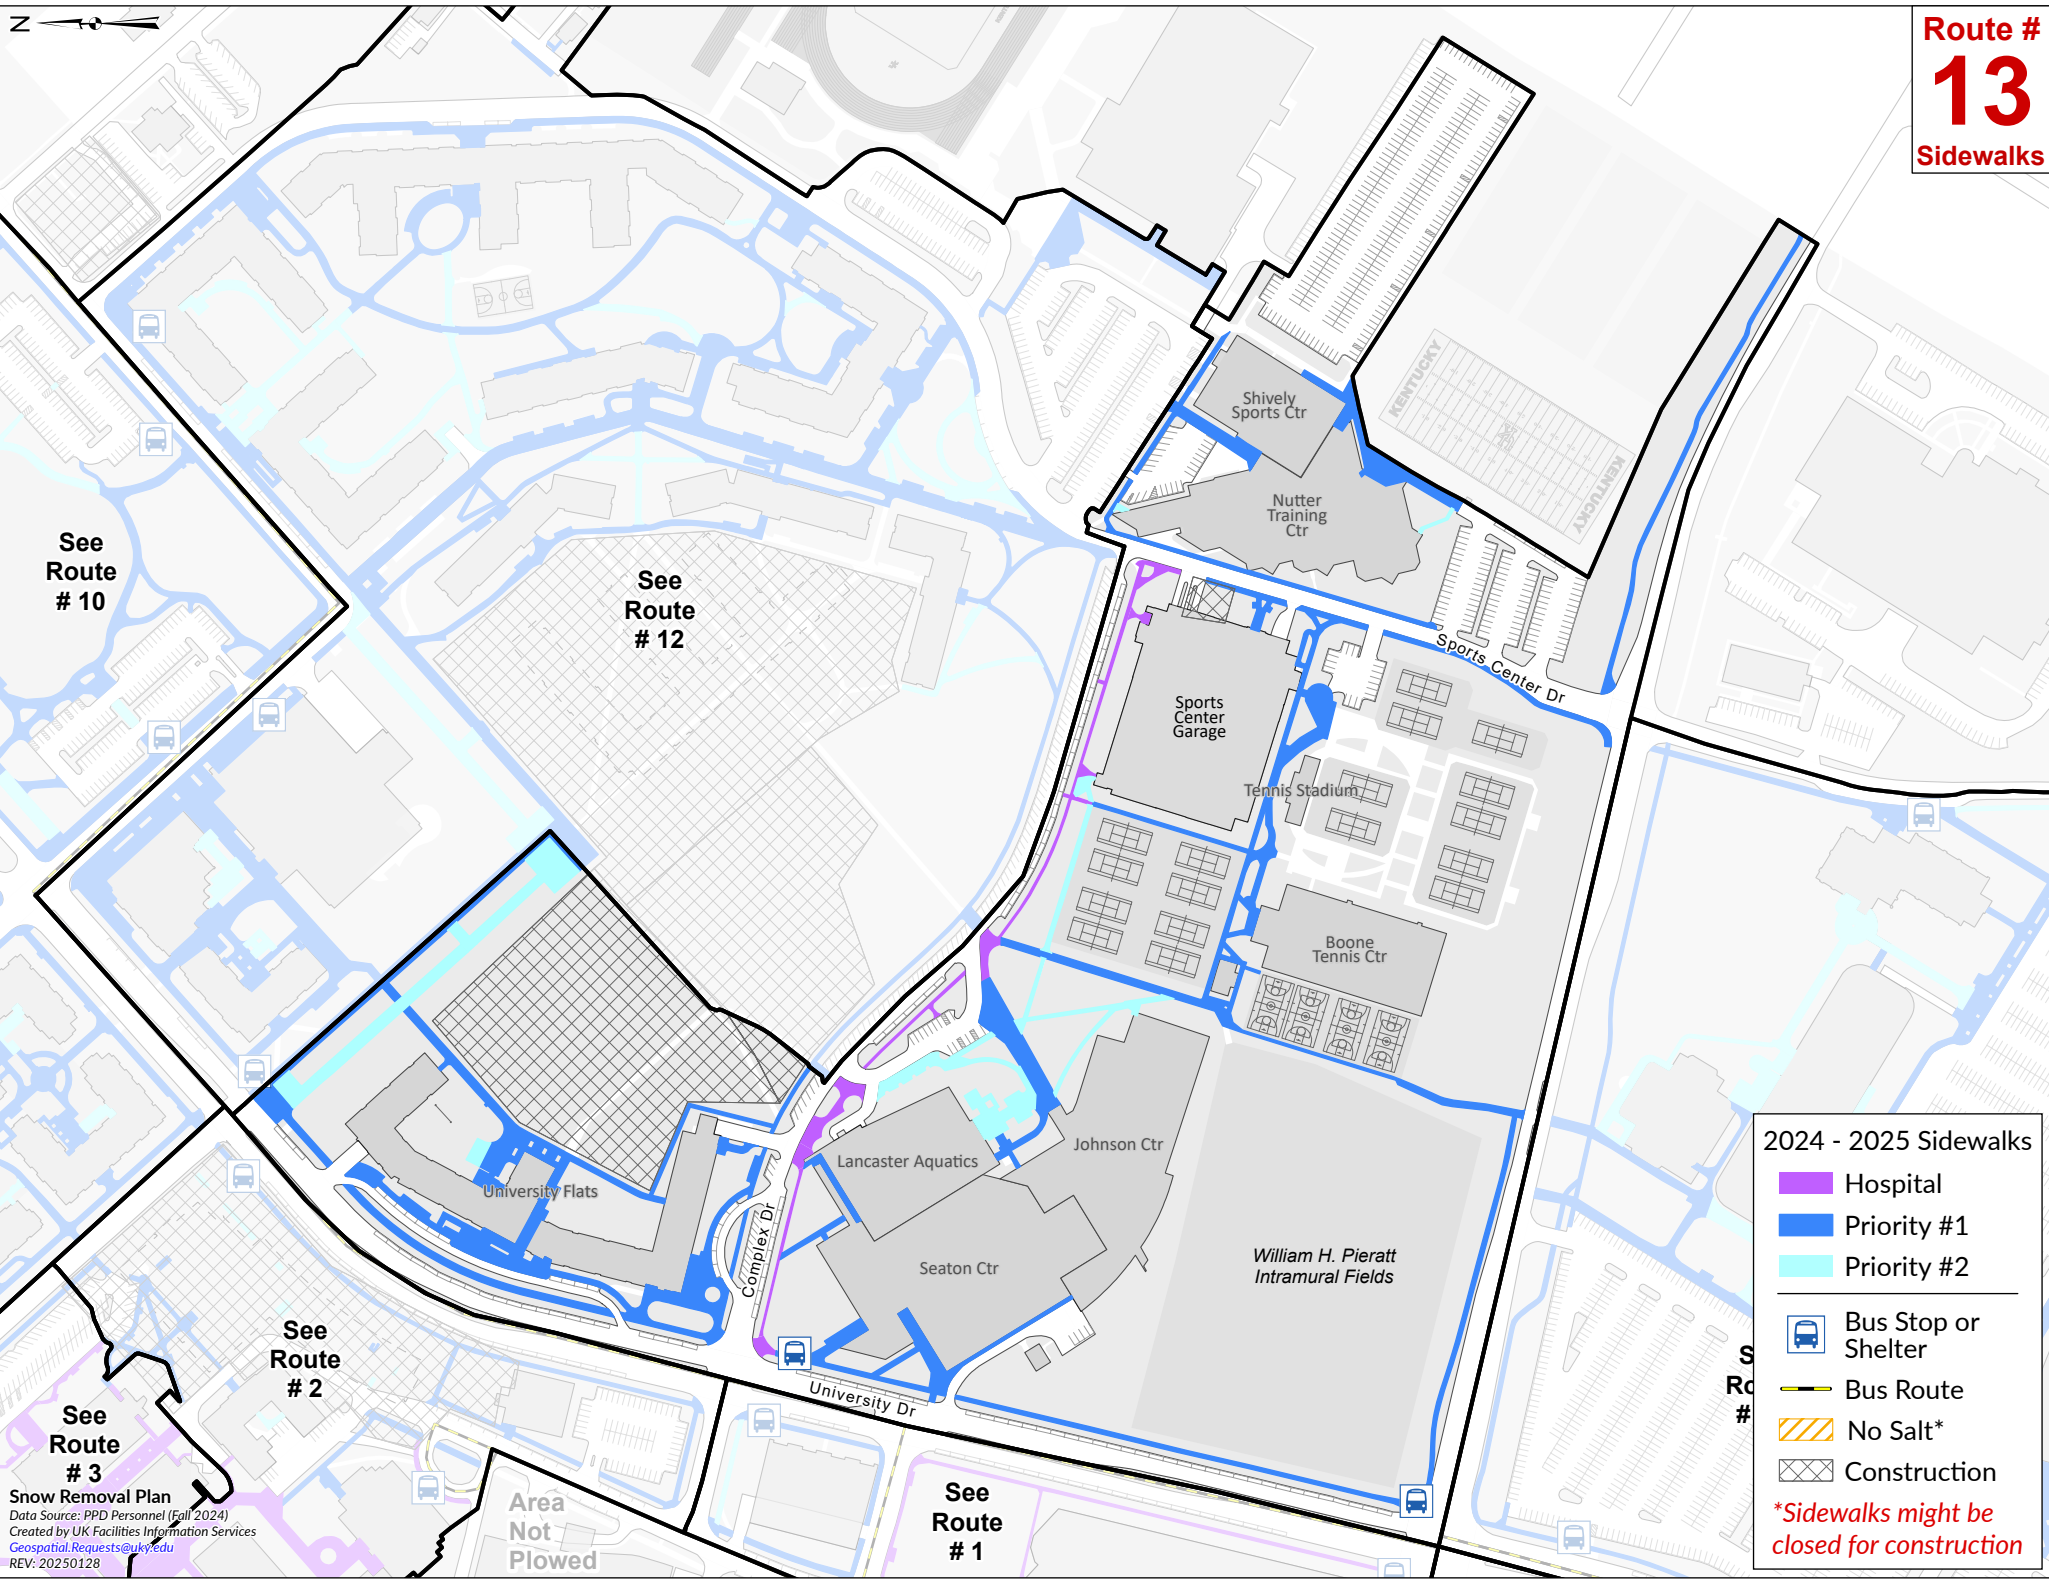 N
Route #
13
Sidewalks
KENTUCKY
KENTUCKY
Shively
Sports Ctr
Nutter
Training
Ctr
See
Route
# 10
See
Route
# 12
Sports Center Dr
Sports
Center
Garage
Tennis Stadium
Boone
Tennis Ctr
Johnson Ctr
Lancaster Aquatics
University Flats
Complex Dr
Seaton Ctr
William H. Pieratt
Intramural Fields
University Dr
See
Route
# 2
See
Route
# 3
See
Route
# 1
Area
Not
Plowed
Snow Removal Plan
Data Source: PPD Personnel (Fall 2024)
Created by UK Facilities Information Services
Geospatial.Requests@uky.edu
REV: 20250128
2024 - 2025 Sidewalks
Hospital
Priority #1
Priority #2
Bus Stop or
Shelter
Bus Route
No Salt*
Construction
*Sidewalks might be
closed for construction